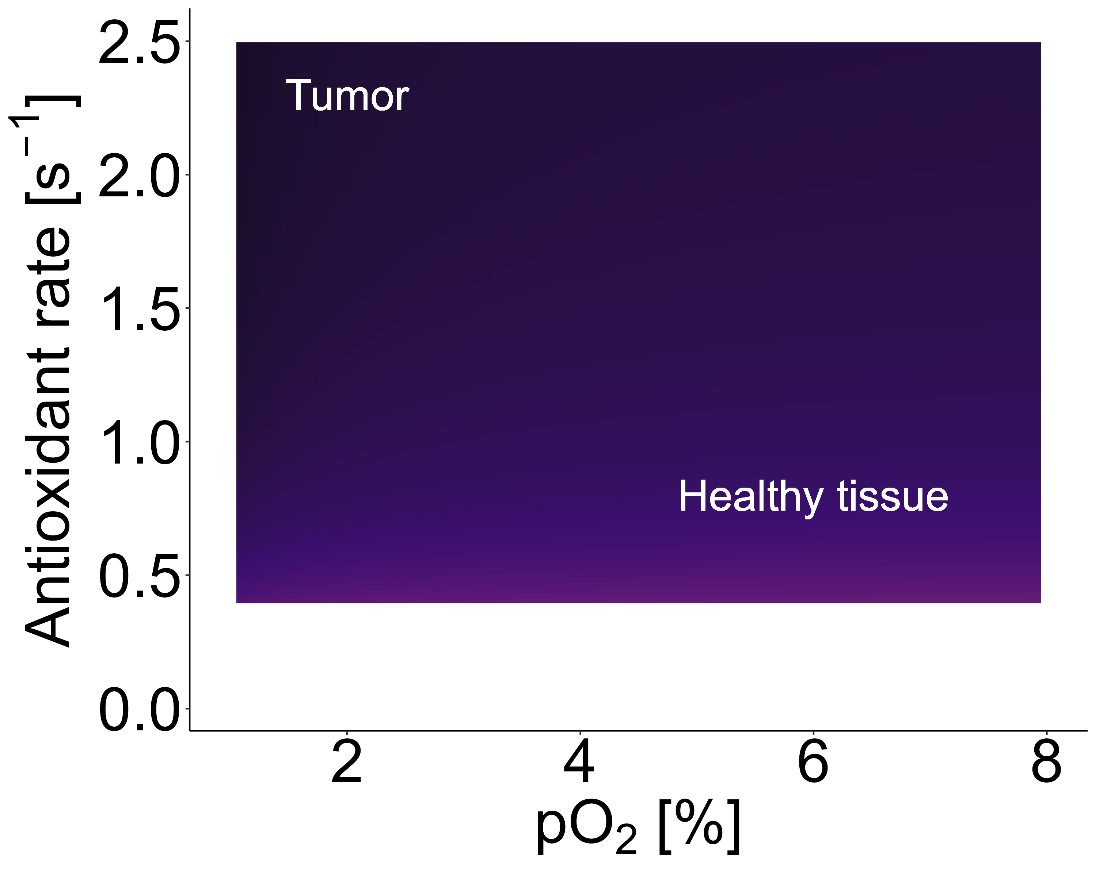 Antioxidant rate [s⁻¹]
2.5
2.0
1.5
1.0
0.5
0.0
Tumor
Healthy tissue
2 4 6 8
pO₂ [%]